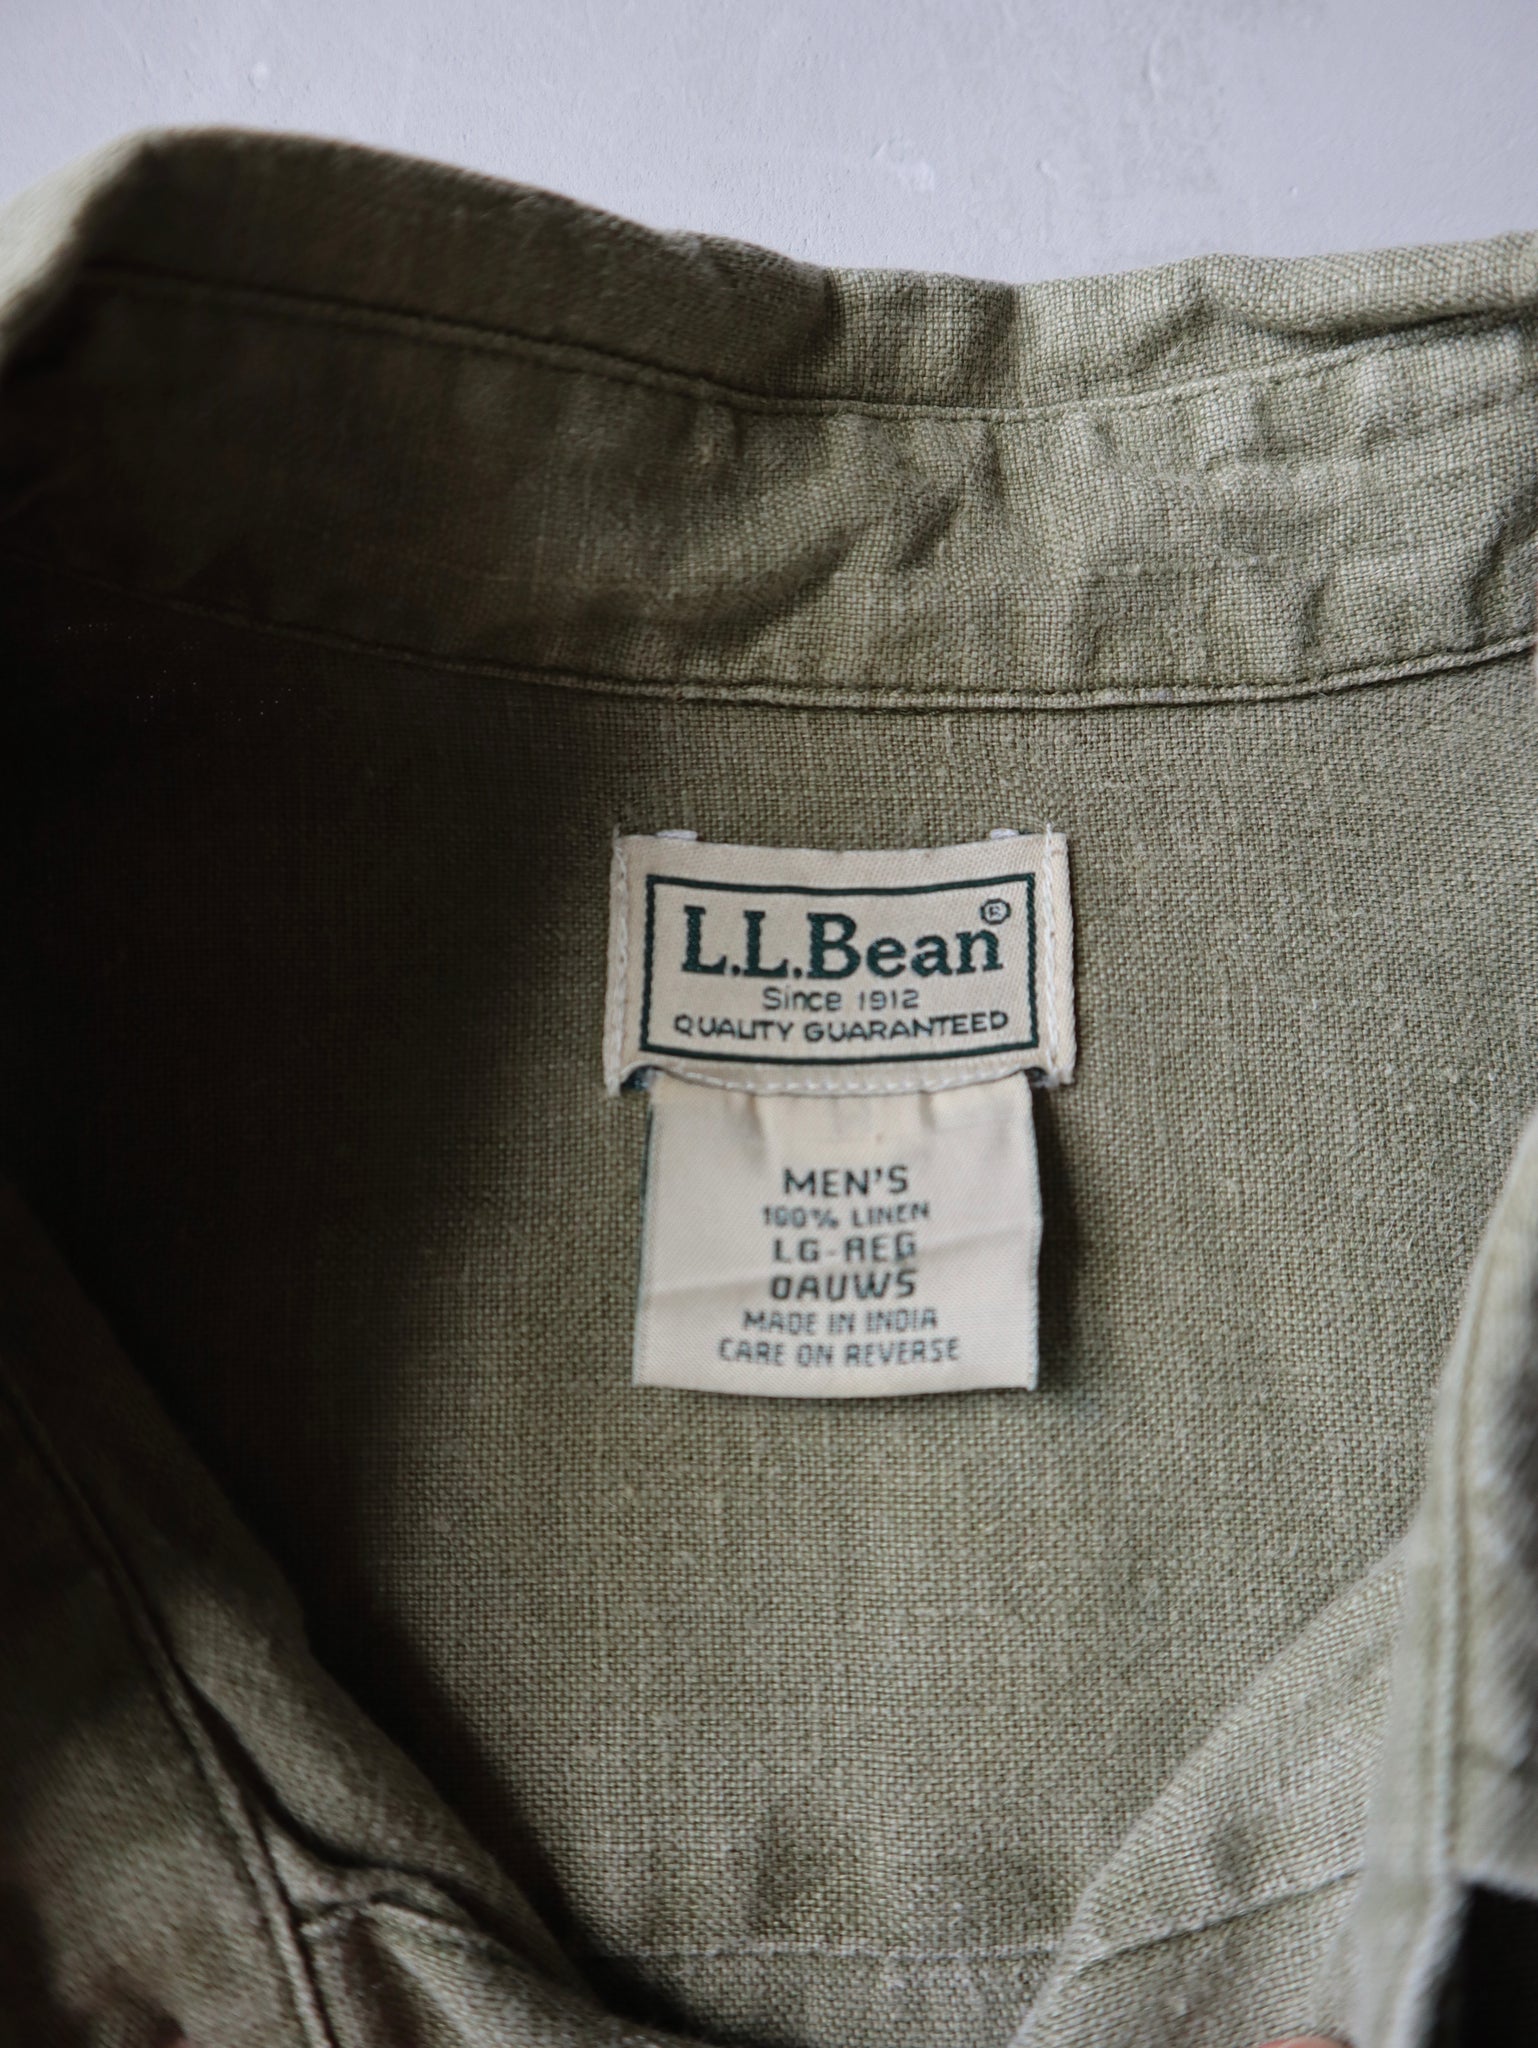 L.L.Bean®
Since 1912
QUALITY GUARANTEED
MEN'S
100% LINEN
LG-REG
0AUW5
MADE IN INDIA
CARE ON REVERSE